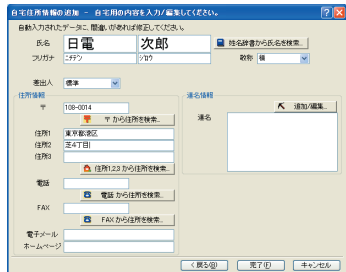 自宅住所情報の追加 - 自宅用の内容を入力/編集してください。
自動入力されたデータに、間違いがあれば修正してください。
氏名 日電 次郎 姓名辞書から氏名を検索...
フリガナ ニチデン ジロウ 敬称 様
差出人 標準
住所情報 連名情報
〒 108-0014 追加/編集...
〒 から住所を検索... 連名
住所1 東京都港区
住所2 芝4丁目
住所3
住所1,2,3 から住所を検索...
電話
電話 から住所を検索...
FAX
FAX から住所を検索...
電子メール
ホームページ
< 戻る(B) 完了(F) キャンセル